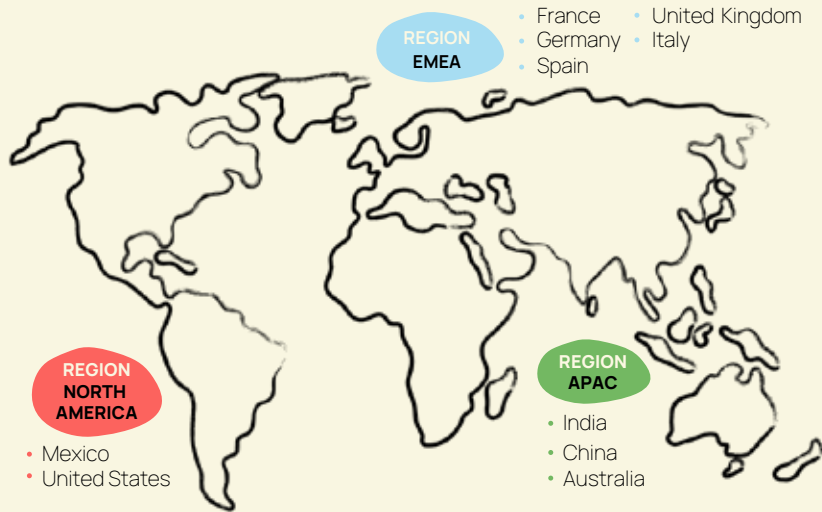 REGION
EMEA
France
Germany
Spain
United Kingdom
Italy
REGION
NORTH
AMERICA
Mexico
United States
REGION
APAC
India
China
Australia